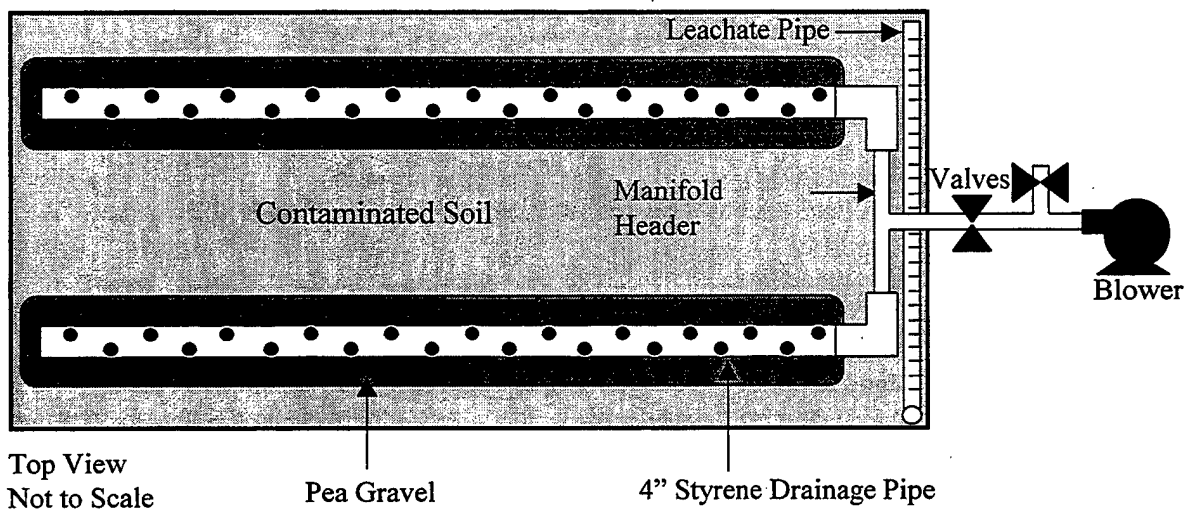 Leachate Pipe
Manifold
Header
Valves
Contaminated Soil
Blower
Top View
Not to Scale
Pea Gravel
4” Styrene Drainage Pipe